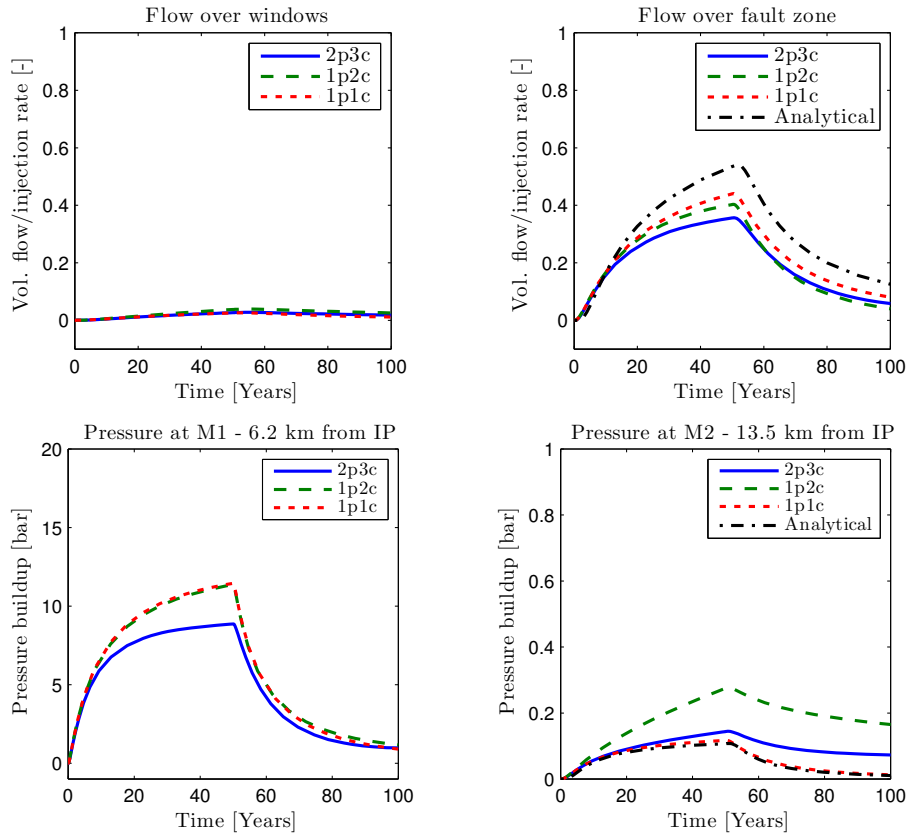 Flow over windows
Vol. flow/injection rate [-]
1
0.8
0.6
0.4
0.2
0
2p3c
1p2c
1p1c
0 20 40 60 80 100
Time [Years]
Flow over fault zone
Vol. flow/injection rate [-]
1
0.8
0.6
0.4
0.2
0
2p3c
1p2c
1p1c
Analytical
0 20 40 60 80 100
Time [Years]
Pressure at M1 - 6.2 km from IP
Pressure buildup [bar]
20
15
10
5
0
2p3c
1p2c
1p1c
0 20 40 60 80 100
Time [Years]
Pressure at M2 - 13.5 km from IP
Pressure buildup [bar]
1
0.8
0.6
0.4
0.2
0
2p3c
1p2c
1p1c
Analytical
0 20 40 60 80 100
Time [Years]